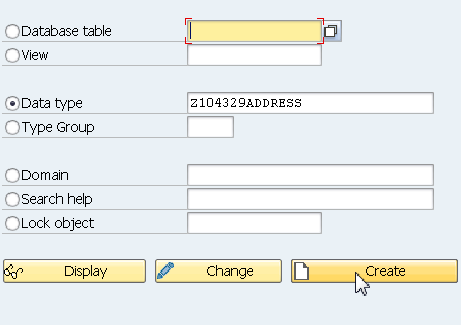 Database table
View
Data type Z104329ADDRESS
Type Group
Domain
Search help
Lock object
Display Change Create